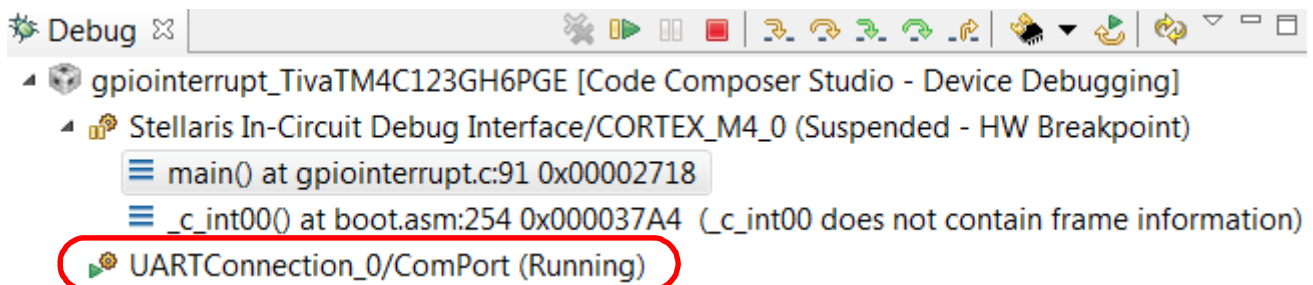 Debug
gpiointerrupt_TivaTM4C123GH6PGE [Code Composer Studio - Device Debugging]
Stellaris In-Circuit Debug Interface/CORTEX_M4_0 (Suspended - HW Breakpoint)
main() at gpiointerrupt.c:91 0x00002718
_c_int00() at boot.asm:254 0x000037A4 (_c_int00 does not contain frame information)
UARTConnection_0/ComPort (Running)